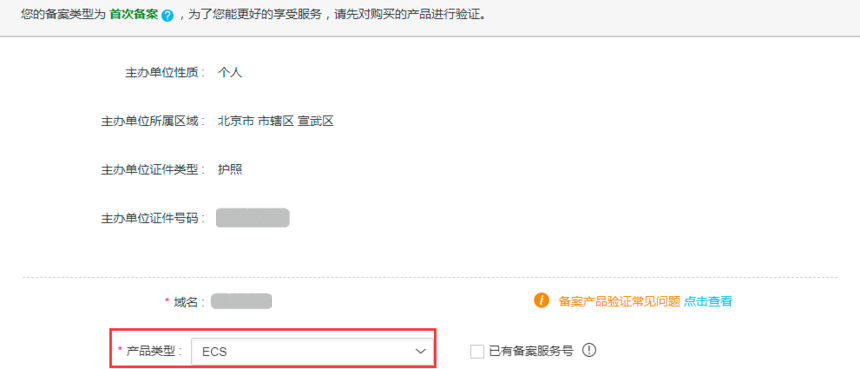 您的备案类型为 首次备案 ? ，为了您能更好的享受服务，请先对购买的产品进行验证。
主办单位性质： 个人
主办单位所属区域： 北京市 市辖区 宣武区
主办单位证件类型： 护照
主办单位证件号码：
* 域名： i 备案产品验证常见问题 点击查看
* 产品类型： ECS 已有备案服务号 !